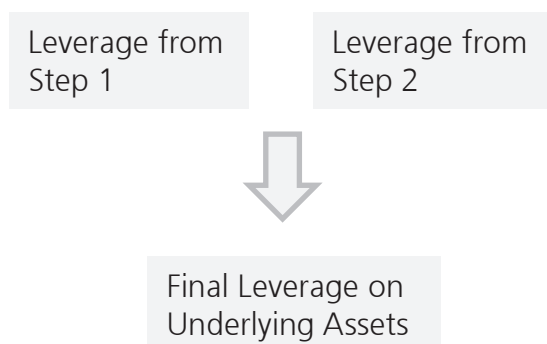 Leverage from
Step 1
Leverage from
Step 2
Final Leverage on
Underlying Assets